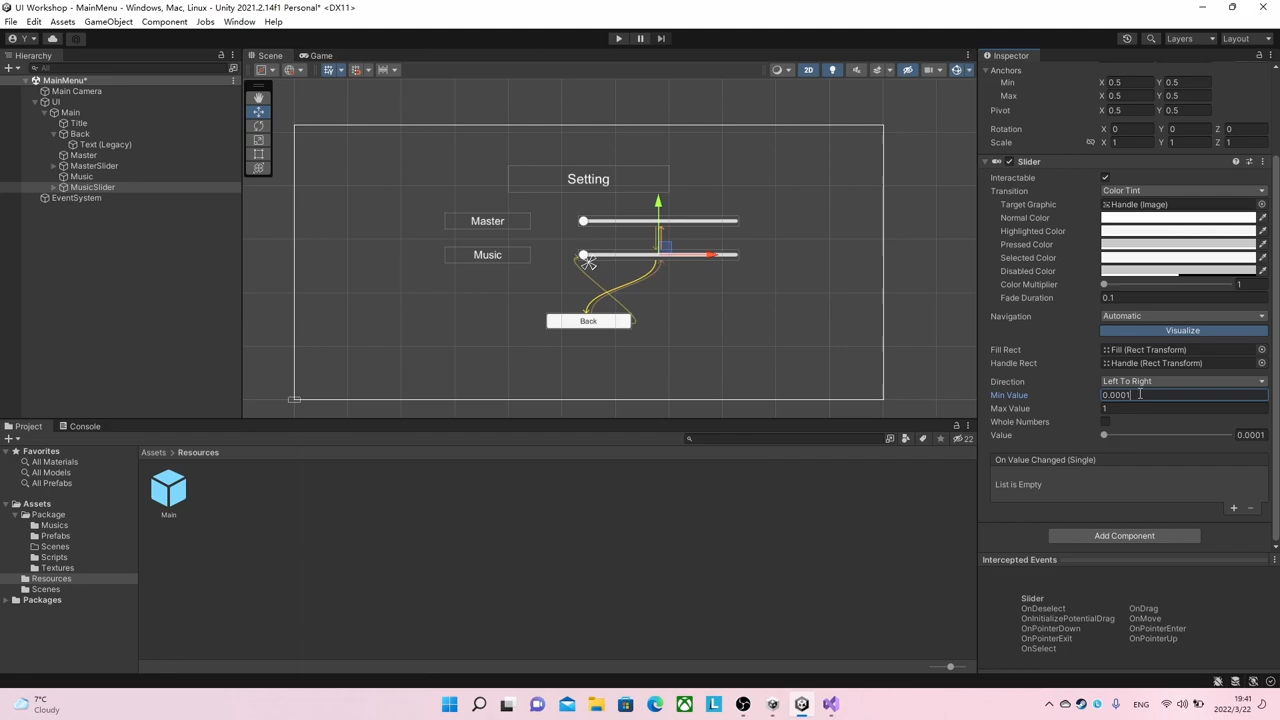 UI Workshop - MainMenu - Windows, Mac, Linux - Unity 2021.2.14f1 Personal* <DX11>
File Edit Assets GameObject Component Jobs Window Help
Y Layers Layout
Hierarchy Scene Game Inspector
All
MainMenu*
Main Camera
UI
Main
Title
Back
Text (Legacy)
Master
MasterSlider
Music
MusicSlider
EventSystem
2D
Setting
Master
Music
Back
Anchors
Min X 0.5 Y 0.5
Max X 0.5 Y 0.5
Pivot X 0.5 Y 0.5
Rotation X 0 Y 0 Z 0
Scale X 1 Y 1 Z 1
Slider
Interactable
Transition Color Tint
Target Graphic Handle (Image)
Normal Color
Highlighted Color
Pressed Color
Selected Color
Disabled Color
Color Multiplier 1
Fade Duration 0.1
Navigation Automatic
Visualize
Fill Rect Fill (Rect Transform)
Handle Rect Handle (Rect Transform)
Direction Left To Right
Min Value 0.0001
Max Value 1
Whole Numbers
Value 0.0001
On Value Changed (Single)
List is Empty
Add Component
Intercepted Events
Slider
OnDeselect OnDrag
OnInitializePotentialDrag OnMove
OnPointerDown OnPointerEnter
OnPointerExit OnPointerUp
OnSelect
Project Console
22
Favorites
All Materials
All Models
All Prefabs
Assets
Package
Musics
Prefabs
Scenes
Scripts
Textures
Resources
Scenes
Packages
Assets Resources
Main
7°C
Cloudy
L
英
19:41
2022/3/22